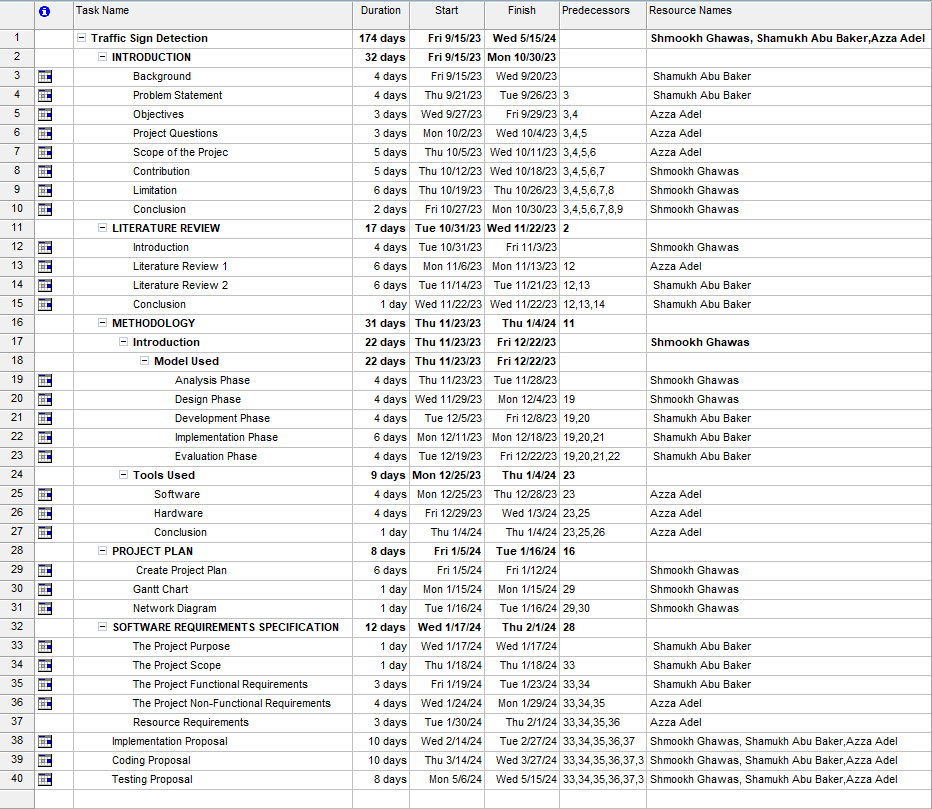 Task Name Duration Start Finish Predecessors Resource Names
1 Traffic Sign Detection 174 days Fri 9/15/23 Wed 5/15/24 Shmookh Ghawas, Shamukh Abu Baker,Azza Adel
2 INTRODUCTION 32 days Fri 9/15/23 Mon 10/30/23
3 Background 4 days Fri 9/15/23 Wed 9/20/23 Shamukh Abu Baker
4 Problem Statement 4 days Thu 9/21/23 Tue 9/26/23 3 Shamukh Abu Baker
5 Objectives 3 days Wed 9/27/23 Fri 9/29/23 3,4 Azza Adel
6 Project Questions 3 days Mon 10/2/23 Wed 10/4/23 3,4,5 Azza Adel
7 Scope of the Projec 5 days Thu 10/5/23 Wed 10/11/23 3,4,5,6 Azza Adel
8 Contribution 5 days Thu 10/12/23 Wed 10/18/23 3,4,5,6,7 Shmookh Ghawas
9 Limitation 6 days Thu 10/19/23 Thu 10/26/23 3,4,5,6,7,8 Shmookh Ghawas
10 Conclusion 2 days Fri 10/27/23 Mon 10/30/23 3,4,5,6,7,8,9 Shmookh Ghawas
11 LITERATURE REVIEW 17 days Tue 10/31/23 Wed 11/22/23 2
12 Introduction 4 days Tue 10/31/23 Fri 11/3/23 Shmookh Ghawas
13 Literature Review 1 6 days Mon 11/6/23 Mon 11/13/23 12 Azza Adel
14 Literature Review 2 6 days Tue 11/14/23 Tue 11/21/23 12,13 Shamukh Abu Baker
15 Conclusion 1 day Wed 11/22/23 Wed 11/22/23 12,13,14 Shamukh Abu Baker
16 METHODOLOGY 31 days Thu 11/23/23 Thu 1/4/24 11
17 Introduction 22 days Thu 11/23/23 Fri 12/22/23 Shmookh Ghawas
18 Model Used 22 days Thu 11/23/23 Fri 12/22/23
19 Analysis Phase 4 days Thu 11/23/23 Tue 11/28/23 Shmookh Ghawas
20 Design Phase 4 days Wed 11/29/23 Mon 12/4/23 19 Shmookh Ghawas
21 Development Phase 4 days Tue 12/5/23 Fri 12/8/23 19,20 Shamukh Abu Baker
22 Implementation Phase 6 days Mon 12/11/23 Mon 12/18/23 19,20,21 Shamukh Abu Baker
23 Evaluation Phase 4 days Tue 12/19/23 Fri 12/22/23 19,20,21,22 Shamukh Abu Baker
24 Tools Used 9 days Mon 12/25/23 Thu 1/4/24 23
25 Software 4 days Mon 12/25/23 Thu 12/28/23 23 Azza Adel
26 Hardware 4 days Fri 12/29/23 Wed 1/3/24 23,25 Azza Adel
27 Conclusion 1 day Thu 1/4/24 Thu 1/4/24 23,25,26 Azza Adel
28 PROJECT PLAN 8 days Fri 1/5/24 Tue 1/16/24 16
29 Create Project Plan 6 days Fri 1/5/24 Fri 1/12/24 Shmookh Ghawas
30 Gantt Chart 1 day Mon 1/15/24 Mon 1/15/24 29 Shmookh Ghawas
31 Network Diagram 1 day Tue 1/16/24 Tue 1/16/24 29,30 Shmookh Ghawas
32 SOFTWARE REQUIREMENTS SPECIFICATION 12 days Wed 1/17/24 Thu 2/1/24 28
33 The Project Purpose 1 day Wed 1/17/24 Wed 1/17/24 Shamukh Abu Baker
34 The Project Scope 1 day Thu 1/18/24 Thu 1/18/24 33 Shamukh Abu Baker
35 The Project Functional Requirements 3 days Fri 1/19/24 Tue 1/23/24 33,34 Shamukh Abu Baker
36 The Project Non-Functional Requirements 4 days Wed 1/24/24 Mon 1/29/24 33,34,35 Azza Adel
37 Resource Requirements 3 days Tue 1/30/24 Thu 2/1/24 33,34,35,36 Azza Adel
38 Implementation Proposal 10 days Wed 2/14/24 Tue 2/27/24 33,34,35,36,37 Shmookh Ghawas, Shamukh Abu Baker,Azza Adel
39 Coding Proposal 10 days Thu 3/14/24 Wed 3/27/24 33,34,35,36,37,3 Shmookh Ghawas, Shamukh Abu Baker,Azza Adel
40 Testing Proposal 8 days Mon 5/6/24 Wed 5/15/24 33,34,35,36,37,3 Shmookh Ghawas, Shamukh Abu Baker,Azza Adel